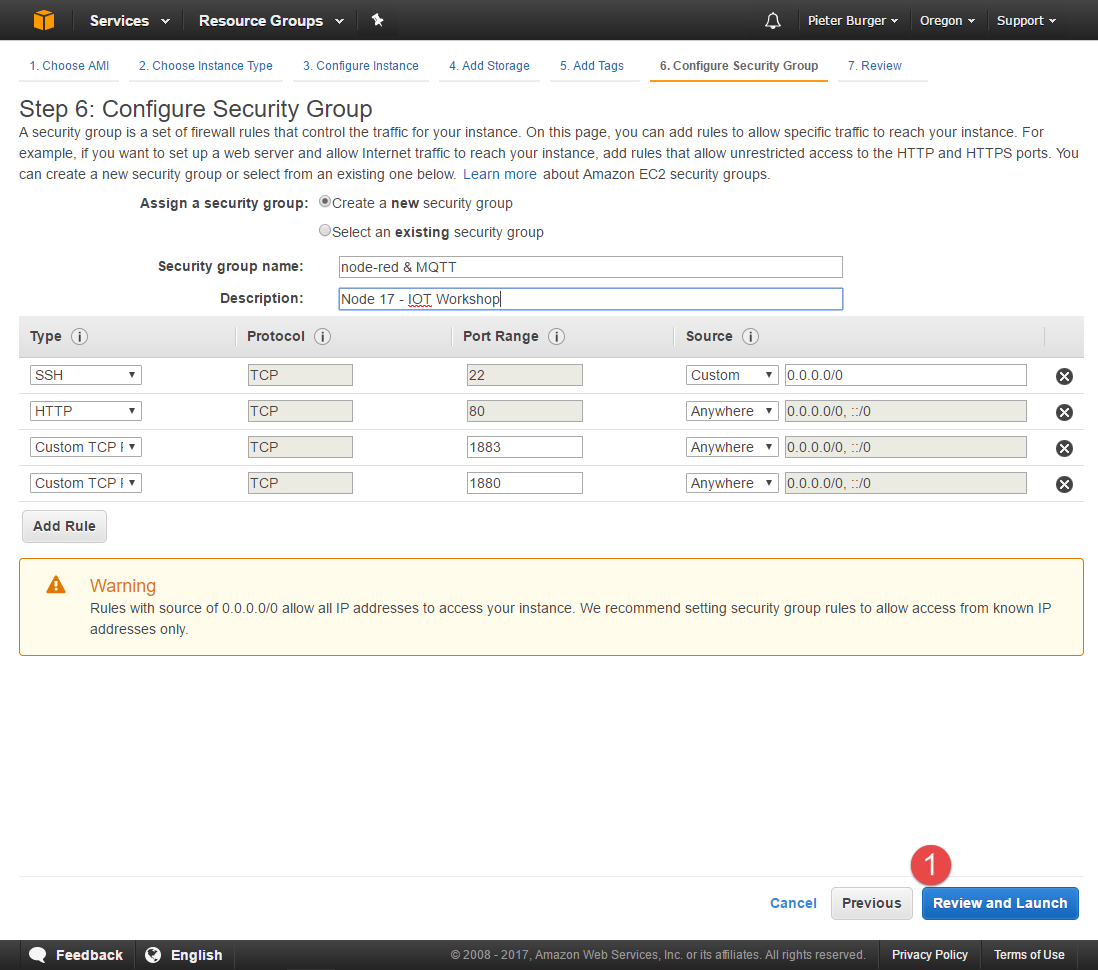 Services Resource Groups Pieter Burger Oregon Support
1. Choose AMI 2. Choose Instance Type 3. Configure Instance 4. Add Storage 5. Add Tags 6. Configure Security Group 7. Review
Step 6: Configure Security Group
A security group is a set of firewall rules that control the traffic for your instance. On this page, you can add rules to allow specific traffic to reach your instance. For
example, if you want to set up a web server and allow Internet traffic to reach your instance, add rules that allow unrestricted access to the HTTP and HTTPS ports. You
can create a new security group or select from an existing one below. Learn more about Amazon EC2 security groups.
Assign a security group: Create a new security group
Select an existing security group
Security group name: node-red & MQTT
Description: Node 17 - IOT Workshop
Type i Protocol i Port Range i Source i
SSH TCP 22 Custom 0.0.0.0/0
HTTP TCP 80 Anywhere 0.0.0.0/0, ::/0
Custom TCP TCP 1883 Anywhere 0.0.0.0/0, ::/0
Custom TCP TCP 1880 Anywhere 0.0.0.0/0, ::/0
Add Rule
Warning
Rules with source of 0.0.0.0/0 allow all IP addresses to access your instance. We recommend setting security group rules to allow access from known IP
addresses only.
1
Cancel Previous Review and Launch
Feedback English © 2008 - 2017, Amazon Web Services, Inc. or its affiliates. All rights reserved. Privacy Policy Terms of Use